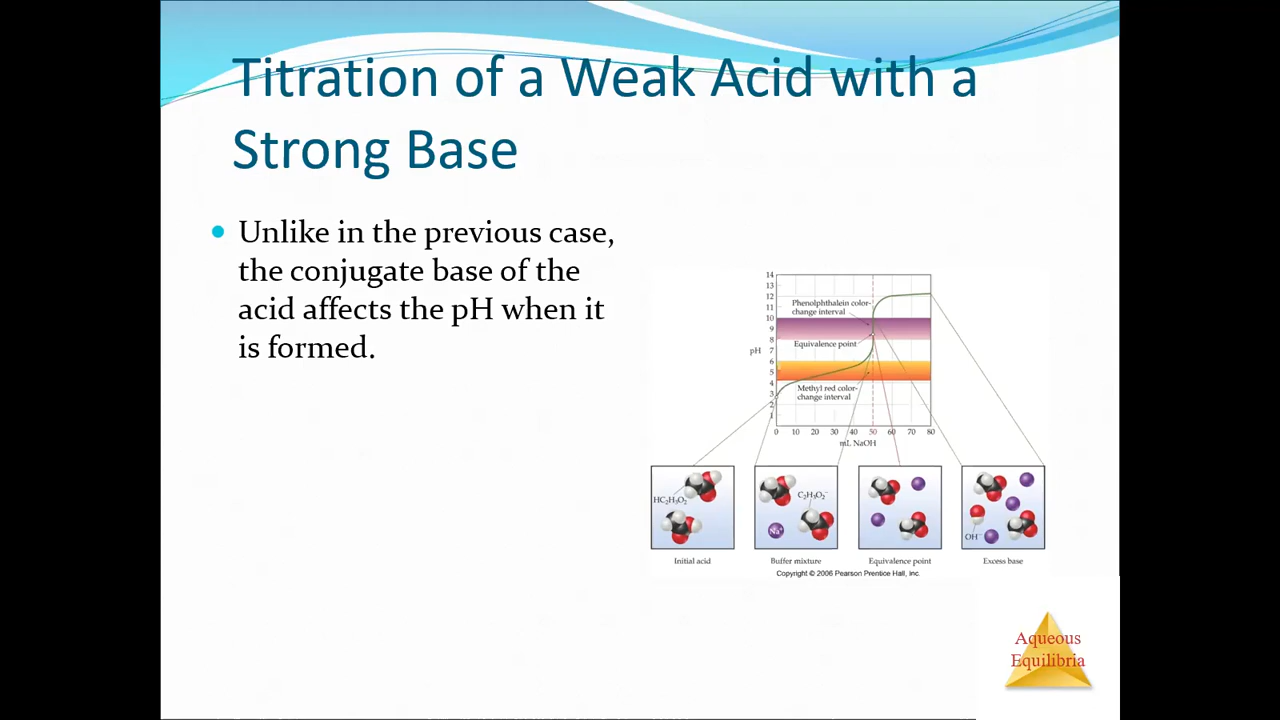 Titration of a Weak Acid with a
Strong Base
• Unlike in the previous case,
the conjugate base of the
acid affects the pH when it
is formed.
14
13
12
11
10
9
8
7
6
5
4
3
2
1
pH
Phenolphthalein color-
change interval
Equivalence point
Methyl red color-
change interval
0 10 20 30 40 50 60 70 80
mL NaOH
HC₂H₃O₂
Na⁺
C₂H₃O₂⁻
OH⁻
Initial acid
Buffer mixture
Equivalence point
Excess base
Copyright © 2006 Pearson Prentice Hall, Inc.
Aqueous
Equilibria